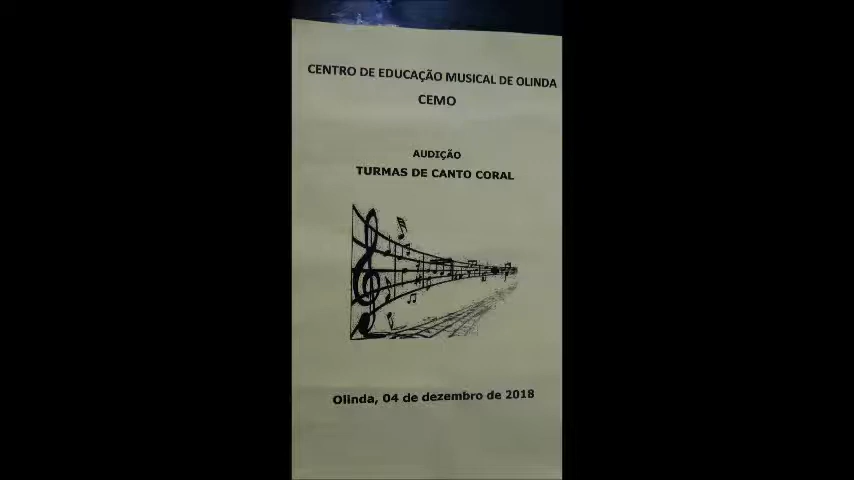 CENTRO DE EDUCAÇÃO MUSICAL DE OLINDA
CEMO
AUDIÇÃO
TURMAS DE CANTO CORAL
Olinda, 04 de dezembro de 2018